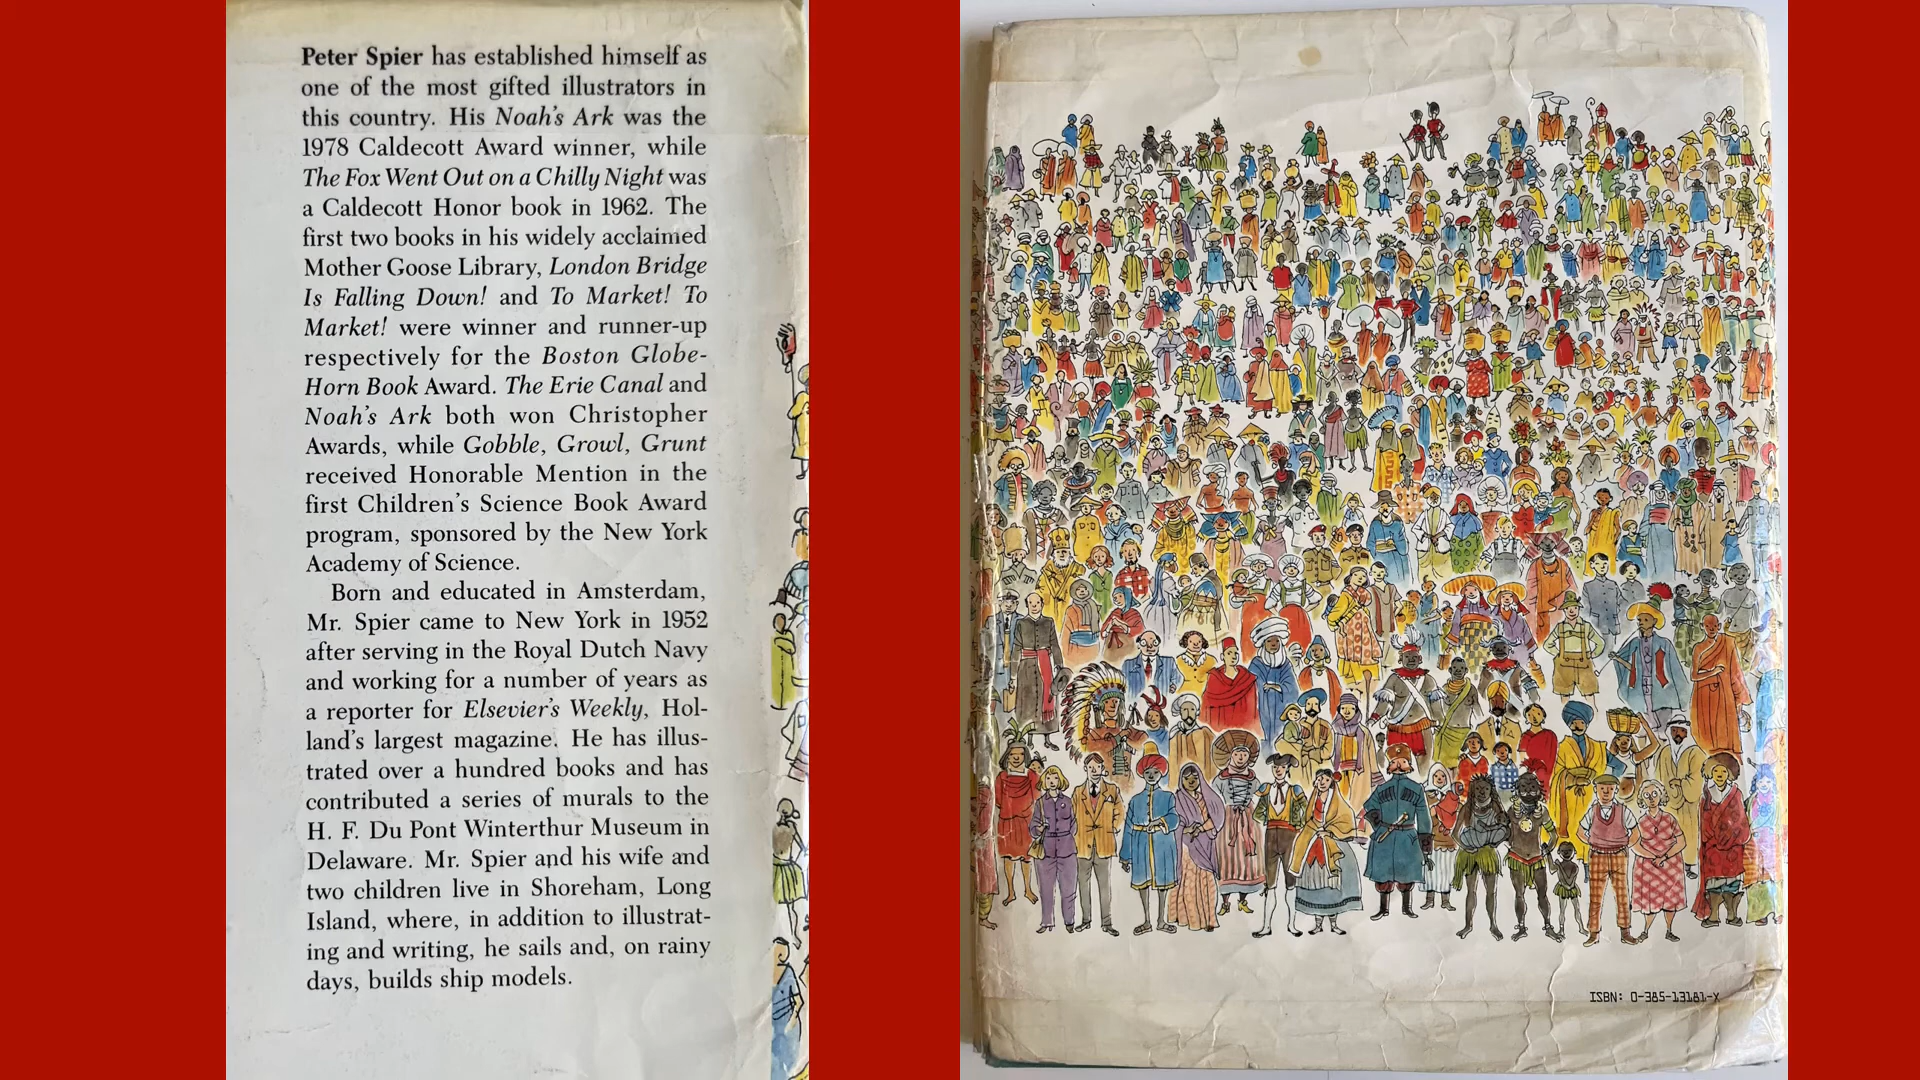 Peter Spier has established himself as
one of the most gifted illustrators in
this country. His Noah's Ark was the
1978 Caldecott Award winner, while
The Fox Went Out on a Chilly Night was
a Caldecott Honor book in 1962. The
first two books in his widely acclaimed
Mother Goose Library, London Bridge
Is Falling Down! and To Market! To
Market! were winner and runner-up
respectively for the Boston Globe-
Horn Book Award. The Erie Canal and
Noah's Ark both won Christopher
Awards, while Gobble, Growl, Grunt
received Honorable Mention in the
first Children's Science Book Award
program, sponsored by the New York
Academy of Science.
Born and educated in Amsterdam,
Mr. Spier came to New York in 1952
after serving in the Royal Dutch Navy
and working for a number of years as
a reporter for Elsevier's Weekly, Hol-
land's largest magazine. He has illus-
trated over a hundred books and has
contributed a series of murals to the
H. F. Du Pont Winterthur Museum in
Delaware. Mr. Spier and his wife and
two children live in Shoreham, Long
Island, where, in addition to illustrat-
ing and writing, he sails and, on rainy
days, builds ship models.
ISBN: 0-385-13181-X